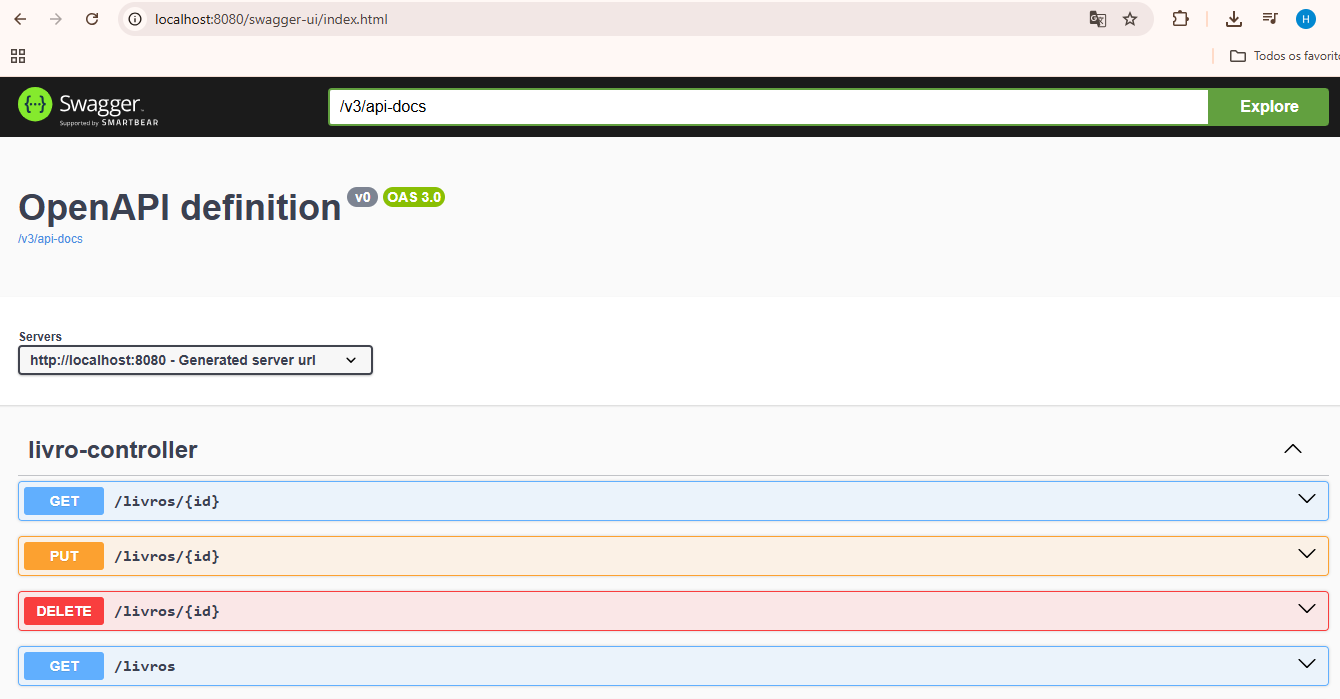 localhost:8080/swagger-ui/index.html
H
Todos os favorit
Swagger
Supported by SMARTBEAR
/v3/api-docs
Explore
OpenAPI definition v0 OAS 3.0
/v3/api-docs
Servers
http://localhost:8080 - Generated server url
livro-controller
GET /livros/{id}
PUT /livros/{id}
DELETE /livros/{id}
GET /livros